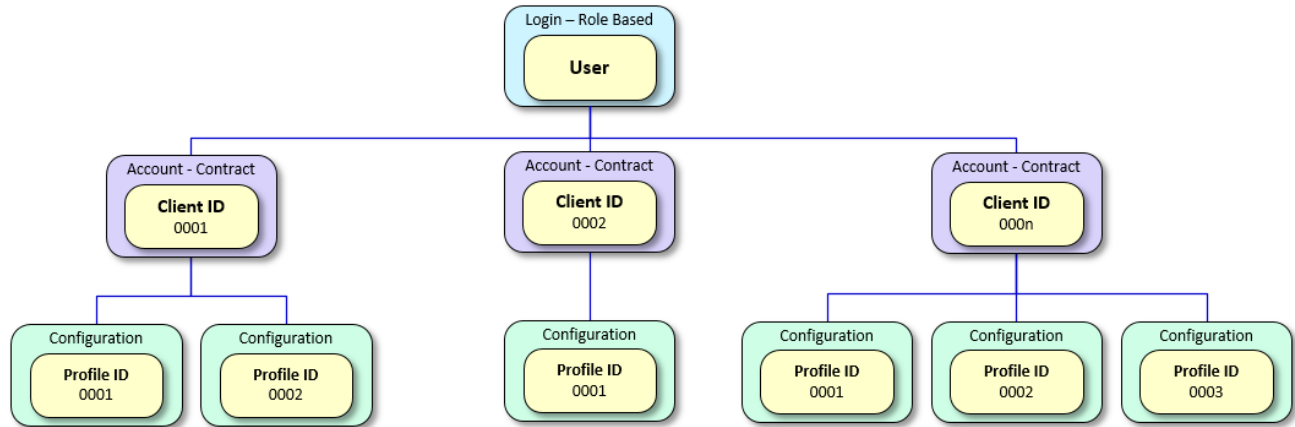 Login – Role Based
User
Account - Contract
Client ID
0001
Account - Contract
Client ID
0002
Account - Contract
Client ID
000n
Configuration
Profile ID
0001
Configuration
Profile ID
0002
Configuration
Profile ID
0001
Configuration
Profile ID
0001
Configuration
Profile ID
0002
Configuration
Profile ID
0003